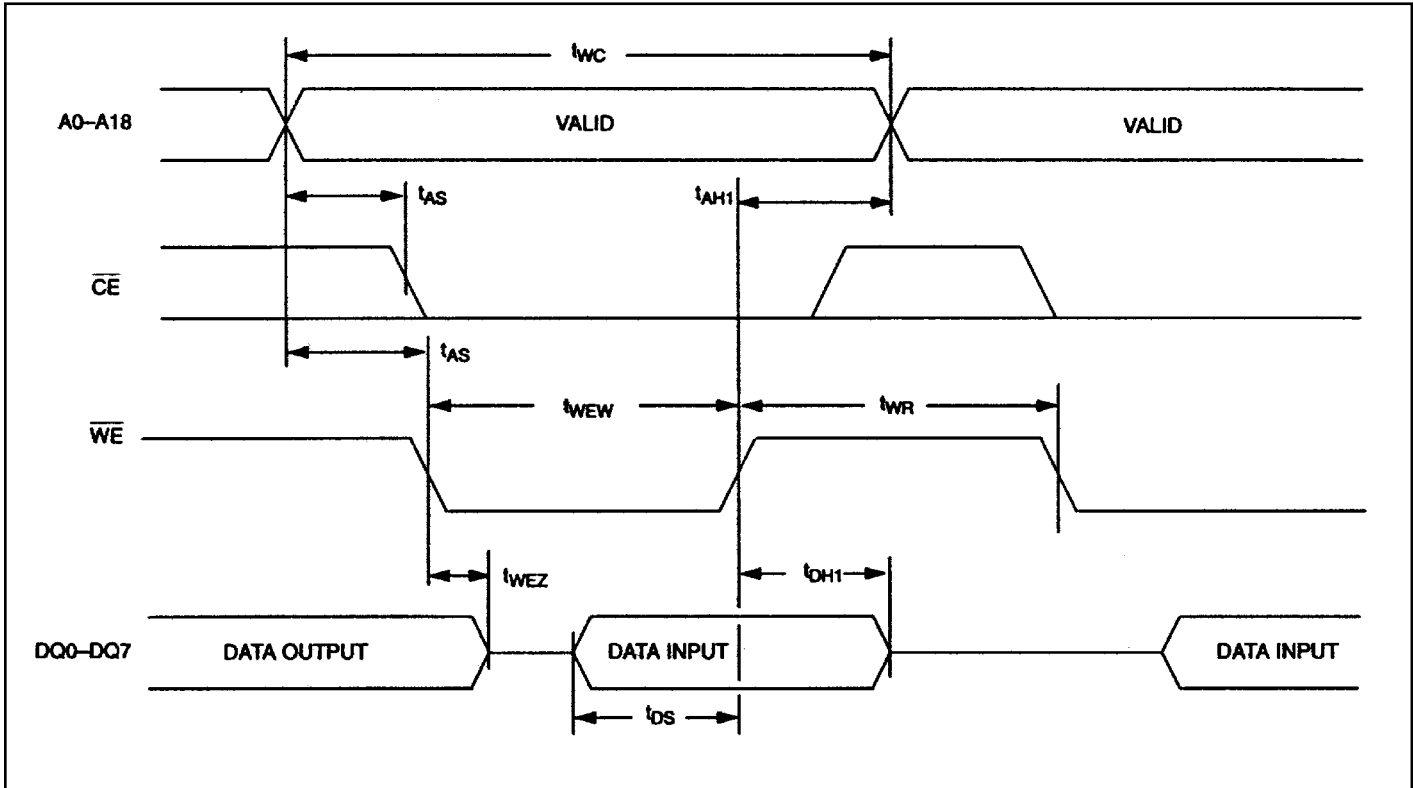 tWC
A0–A18
VALID
VALID
tAS
tAH1
CE
tAS
tWEW
tWR
WE
tWEZ
tDH1
DQ0–DQ7
DATA OUTPUT
DATA INPUT
DATA INPUT
tDS